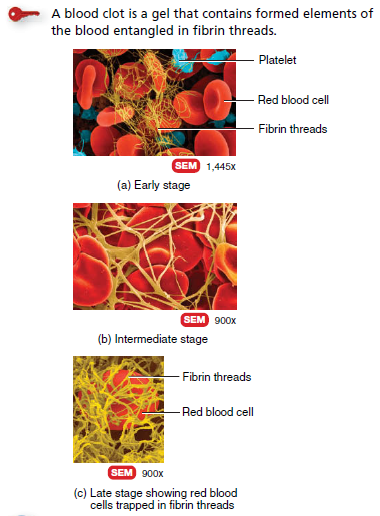 A blood clot is a gel that contains formed elements of
the blood entangled in fibrin threads.
Platelet
Red blood cell
Fibrin threads
SEM 1,445x
(a) Early stage
SEM 900x
(b) Intermediate stage
Fibrin threads
Red blood cell
SEM 900x
(c) Late stage showing red blood
cells trapped in fibrin threads